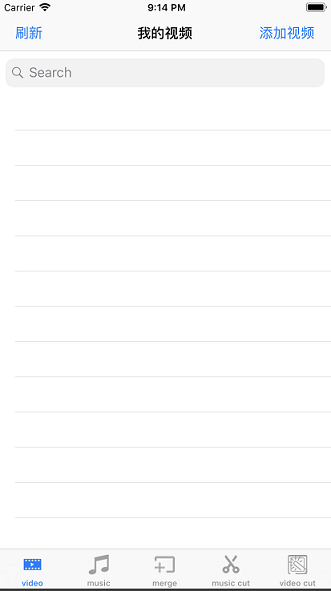 Carrier 9:14 PM
刷新 我的视频 添加视频
Search
video music merge music cut video cut